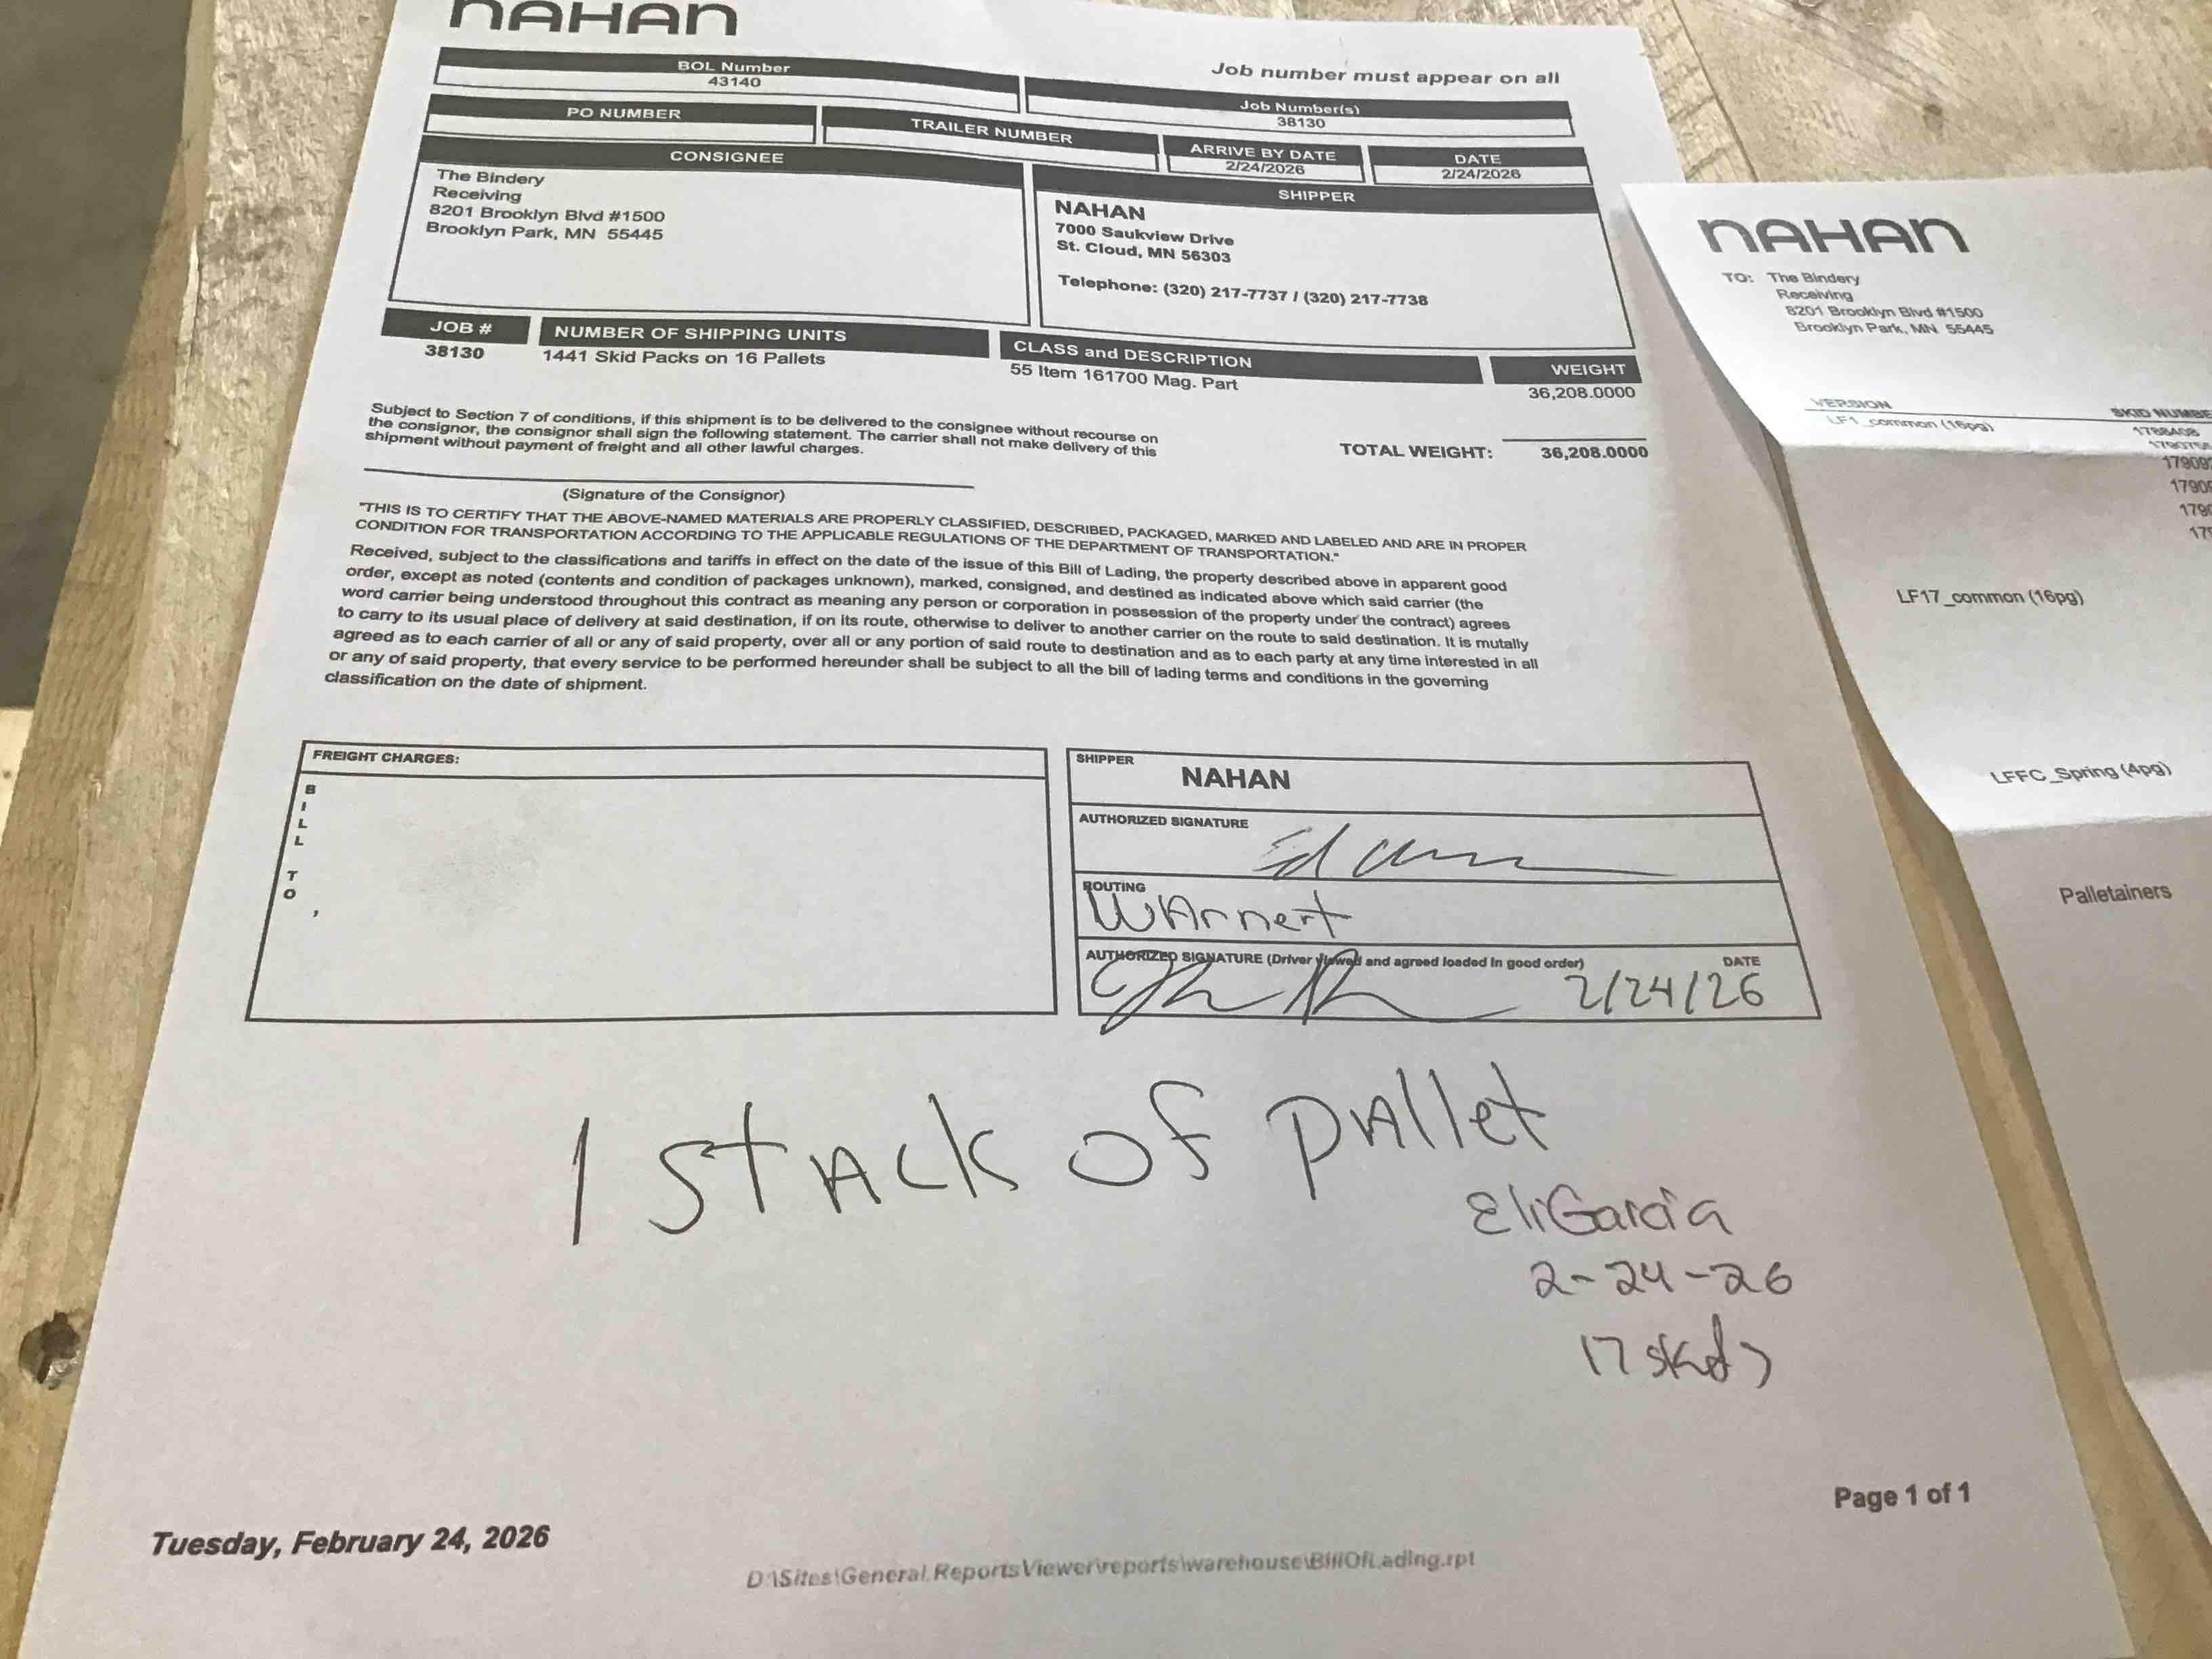 NAHAN
Job number must appear on all
BOL Number
43140
Job Number(s)
38130
PO NUMBER
TRAILER NUMBER
ARRIVE BY DATE
2/24/2026
DATE
2/24/2026
CONSIGNEE
The Bindery
Receiving
8201 Brooklyn Blvd #1500
Brooklyn Park, MN 55445
SHIPPER
NAHAN
7000 Saukview Drive
St. Cloud, MN 56303
Telephone: (320) 217-7737 / (320) 217-7738
JOB #
38130
NUMBER OF SHIPPING UNITS
1441 Skid Packs on 16 Pallets
CLASS and DESCRIPTION
55 Item 161700 Mag. Part
WEIGHT
36,208.0000
Subject to Section 7 of conditions, if this shipment is to be delivered to the consignee without recourse on
the consignor, the consignor shall sign the following statement. The carrier shall not make delivery of this
shipment without payment of freight and all other lawful charges.
TOTAL WEIGHT: 36,208.0000
(Signature of the Consignor)
"THIS IS TO CERTIFY THAT THE ABOVE-NAMED MATERIALS ARE PROPERLY CLASSIFIED, DESCRIBED, PACKAGED, MARKED AND LABELED AND ARE IN PROPER
CONDITION FOR TRANSPORTATION ACCORDING TO THE APPLICABLE REGULATIONS OF THE DEPARTMENT OF TRANSPORTATION."
Received, subject to the classifications and tariffs in effect on the date of the issue of this Bill of Lading, the property described above in apparent good
order, except as noted (contents and condition of packages unknown), marked, consigned, and destined as indicated above which said carrier (the
word carrier being understood throughout this contract as meaning any person or corporation in possession of the property under the contract) agrees
to carry to its usual place of delivery at said destination, if on its route, otherwise to deliver to another carrier on the route to said destination. It is mutally
agreed as to each carrier of all or any of said property, over all or any portion of said route to destination and as to each party at any time interested in all
or any of said property, that every service to be performed hereunder shall be subject to all the bill of lading terms and conditions in the governing
classification on the date of shipment.
FREIGHT CHARGES:
BILL TO
,
SHIPPER
NAHAN
AUTHORIZED SIGNATURE
ROUTING
WArnert
AUTHORIZED SIGNATURE (Driver viewed and agreed loaded in good order)
DATE
2/24/26
1 stAck of pAllet
Eli Garcia
2-24-26
17 skds
Page 1 of 1
Tuesday, February 24, 2026
D:\Sites\General.ReportsViewer\reports\warehouse\BillOfLading.rpt
NAHAN
TO: The Bindery
Receiving
8201 Brooklyn Blvd #1500
Brooklyn Park, MN 55445
VERSION
SKID NUMBE
LF1_common (16pg)
1788408
LF17_common (16pg)
LFFC_Spring (4pg)
Palletainers